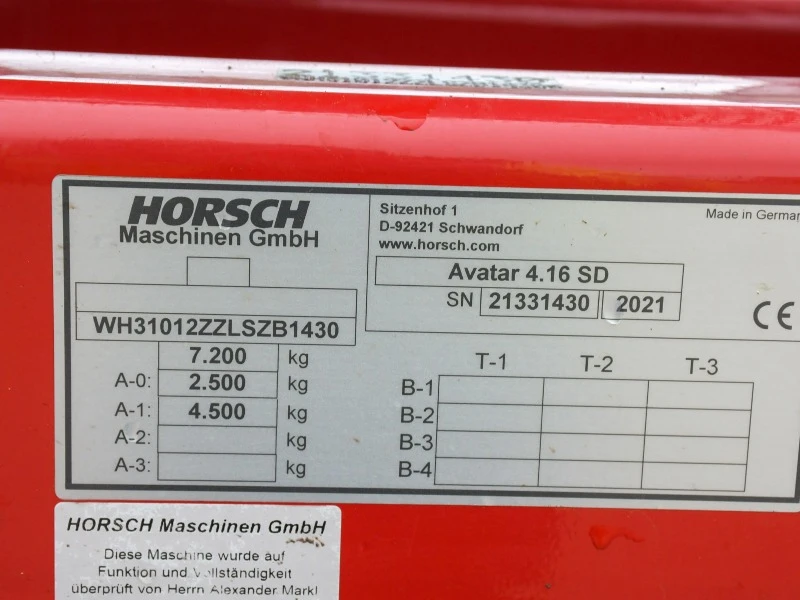 HORSCH
Maschinen GmbH
Sitzenhof 1
D-92421 Schwandorf
www.horsch.com
Made in German
Avatar 4.16 SD
SN 21331430 2021
CE
WH31012ZZLSZB1430
7.200 kg
A-0: 2.500 kg
A-1: 4.500 kg
A-2: kg
A-3: kg
T-1 T-2 T-3
B-1
B-2
B-3
B-4
HORSCH Maschinen GmbH
Diese Maschine wurde auf
Funktion und Vollständigkeit
überprüft von Herrn Alexander Markl